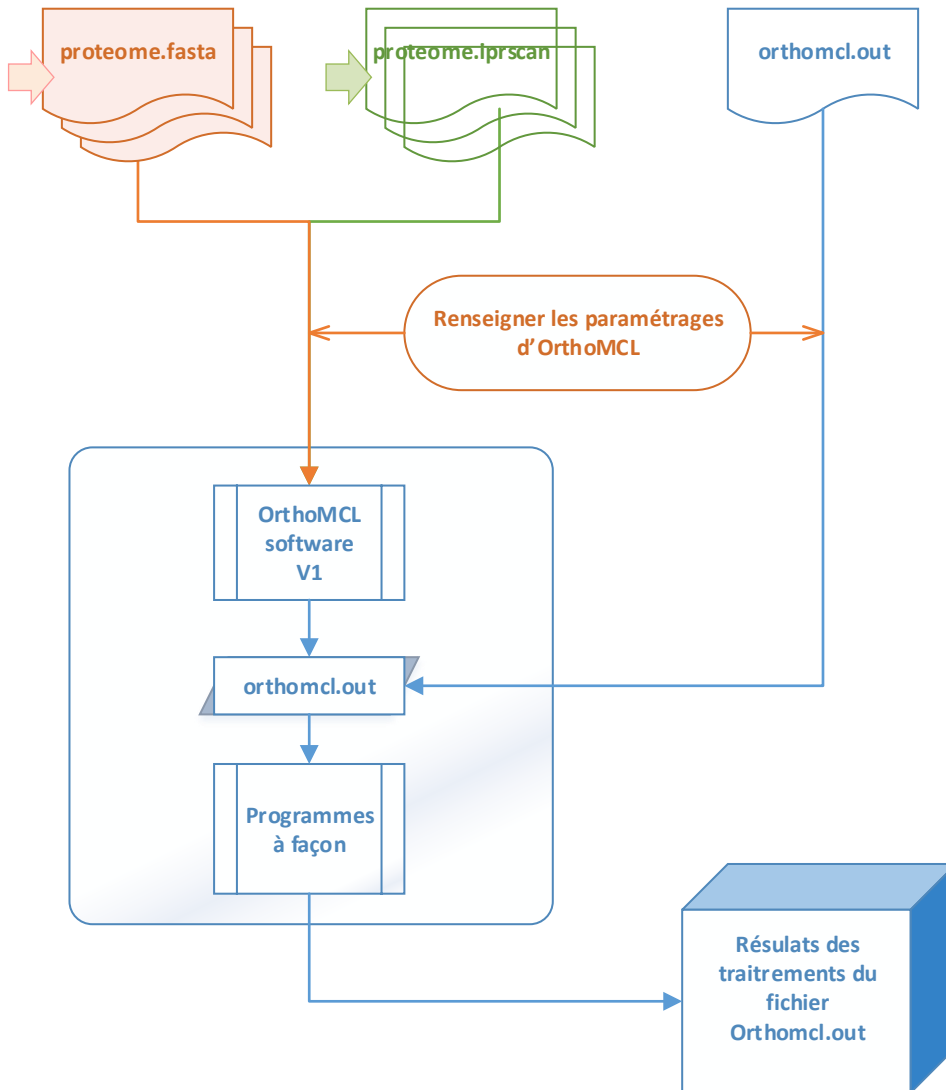 proteome.fasta
proteome.Iprscan
orthomcl.out
Renseigner les paramétrages
d'OrthoMCL
OrthoMCL
software
V1
orthomcl.out
Programmes
à façon
Résulats des
traitrements du
fichier
Orthomcl.out